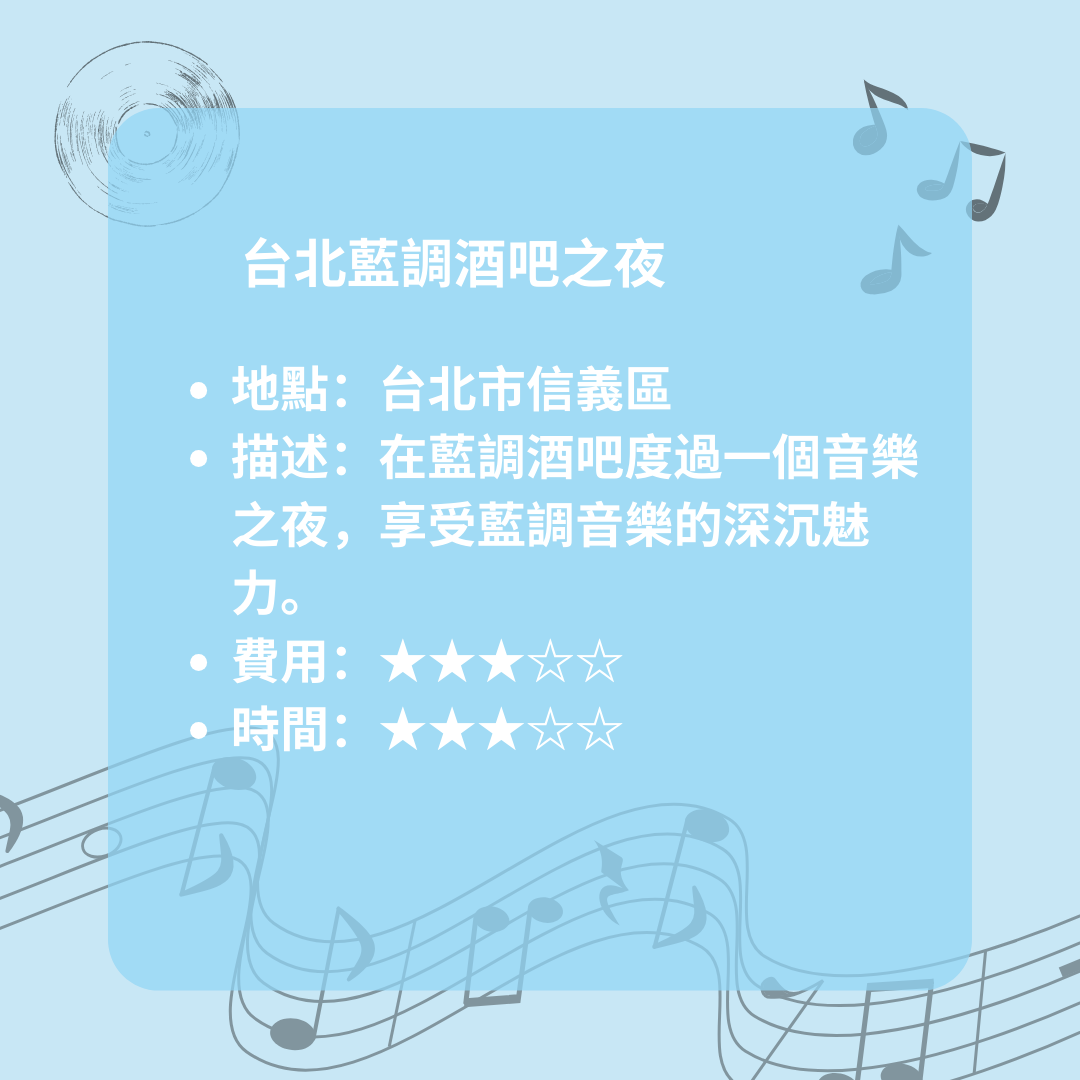 台北藍調酒吧之夜
• 地點：台北市信義區
• 描述：在藍調酒吧度過一個音樂
之夜，享受藍調音樂的深沉魅
力。
• 費用：★★★☆☆
• 時間：★★★☆☆